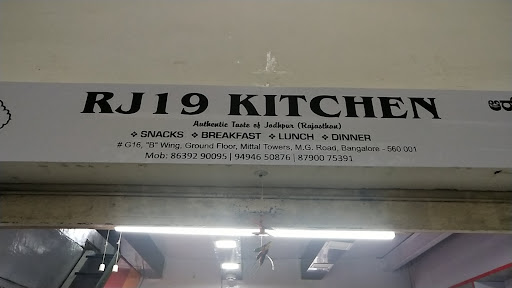 RJ19 KITCHEN
Authentic Taste of Jodhpur (Rajasthan)
❖ SNACKS ❖ BREAKFAST ❖ LUNCH ❖ DINNER
# G16, "B" Wing, Ground Floor, Mittal Towers, M.G. Road, Bangalore - 560 001
Mob: 86392 90095 | 94946 50876 | 87900 75391